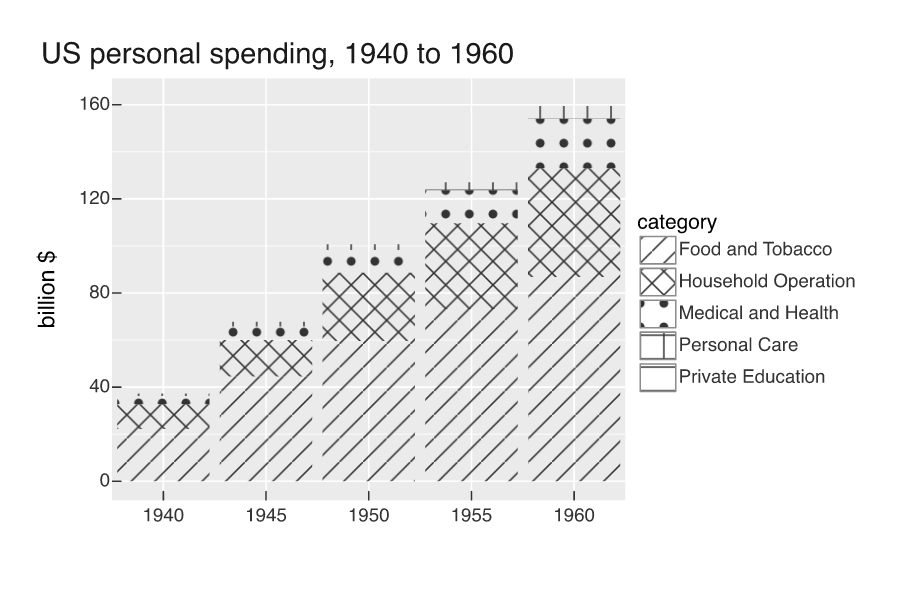 US personal spending, 1940 to 1960
160
120
80
40
0
billion $
1940 1945 1950 1955 1960
category
Food and Tobacco
Household Operation
Medical and Health
Personal Care
Private Education